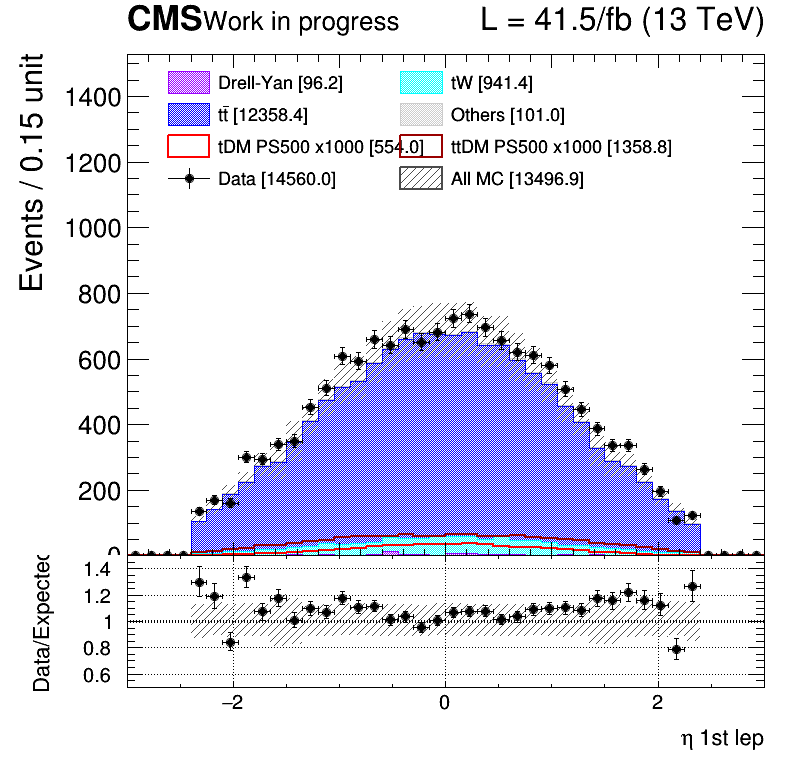 CMS Work in progress L = 41.5/fb (13 TeV)
Events / 0.15 unit
Drell-Yan [96.2] tW [941.4]
tt̄ [12358.4] Others [101.0]
tDM PS500 x1000 [554.0] ttDM PS500 x1000 [1358.8]
Data [14560.0] All MC [13496.9]
1400
1200
1000
800
600
400
200
0
Data/Expected
1.4
1.2
1
0.8
0.6
−2 0 2
η 1st lep